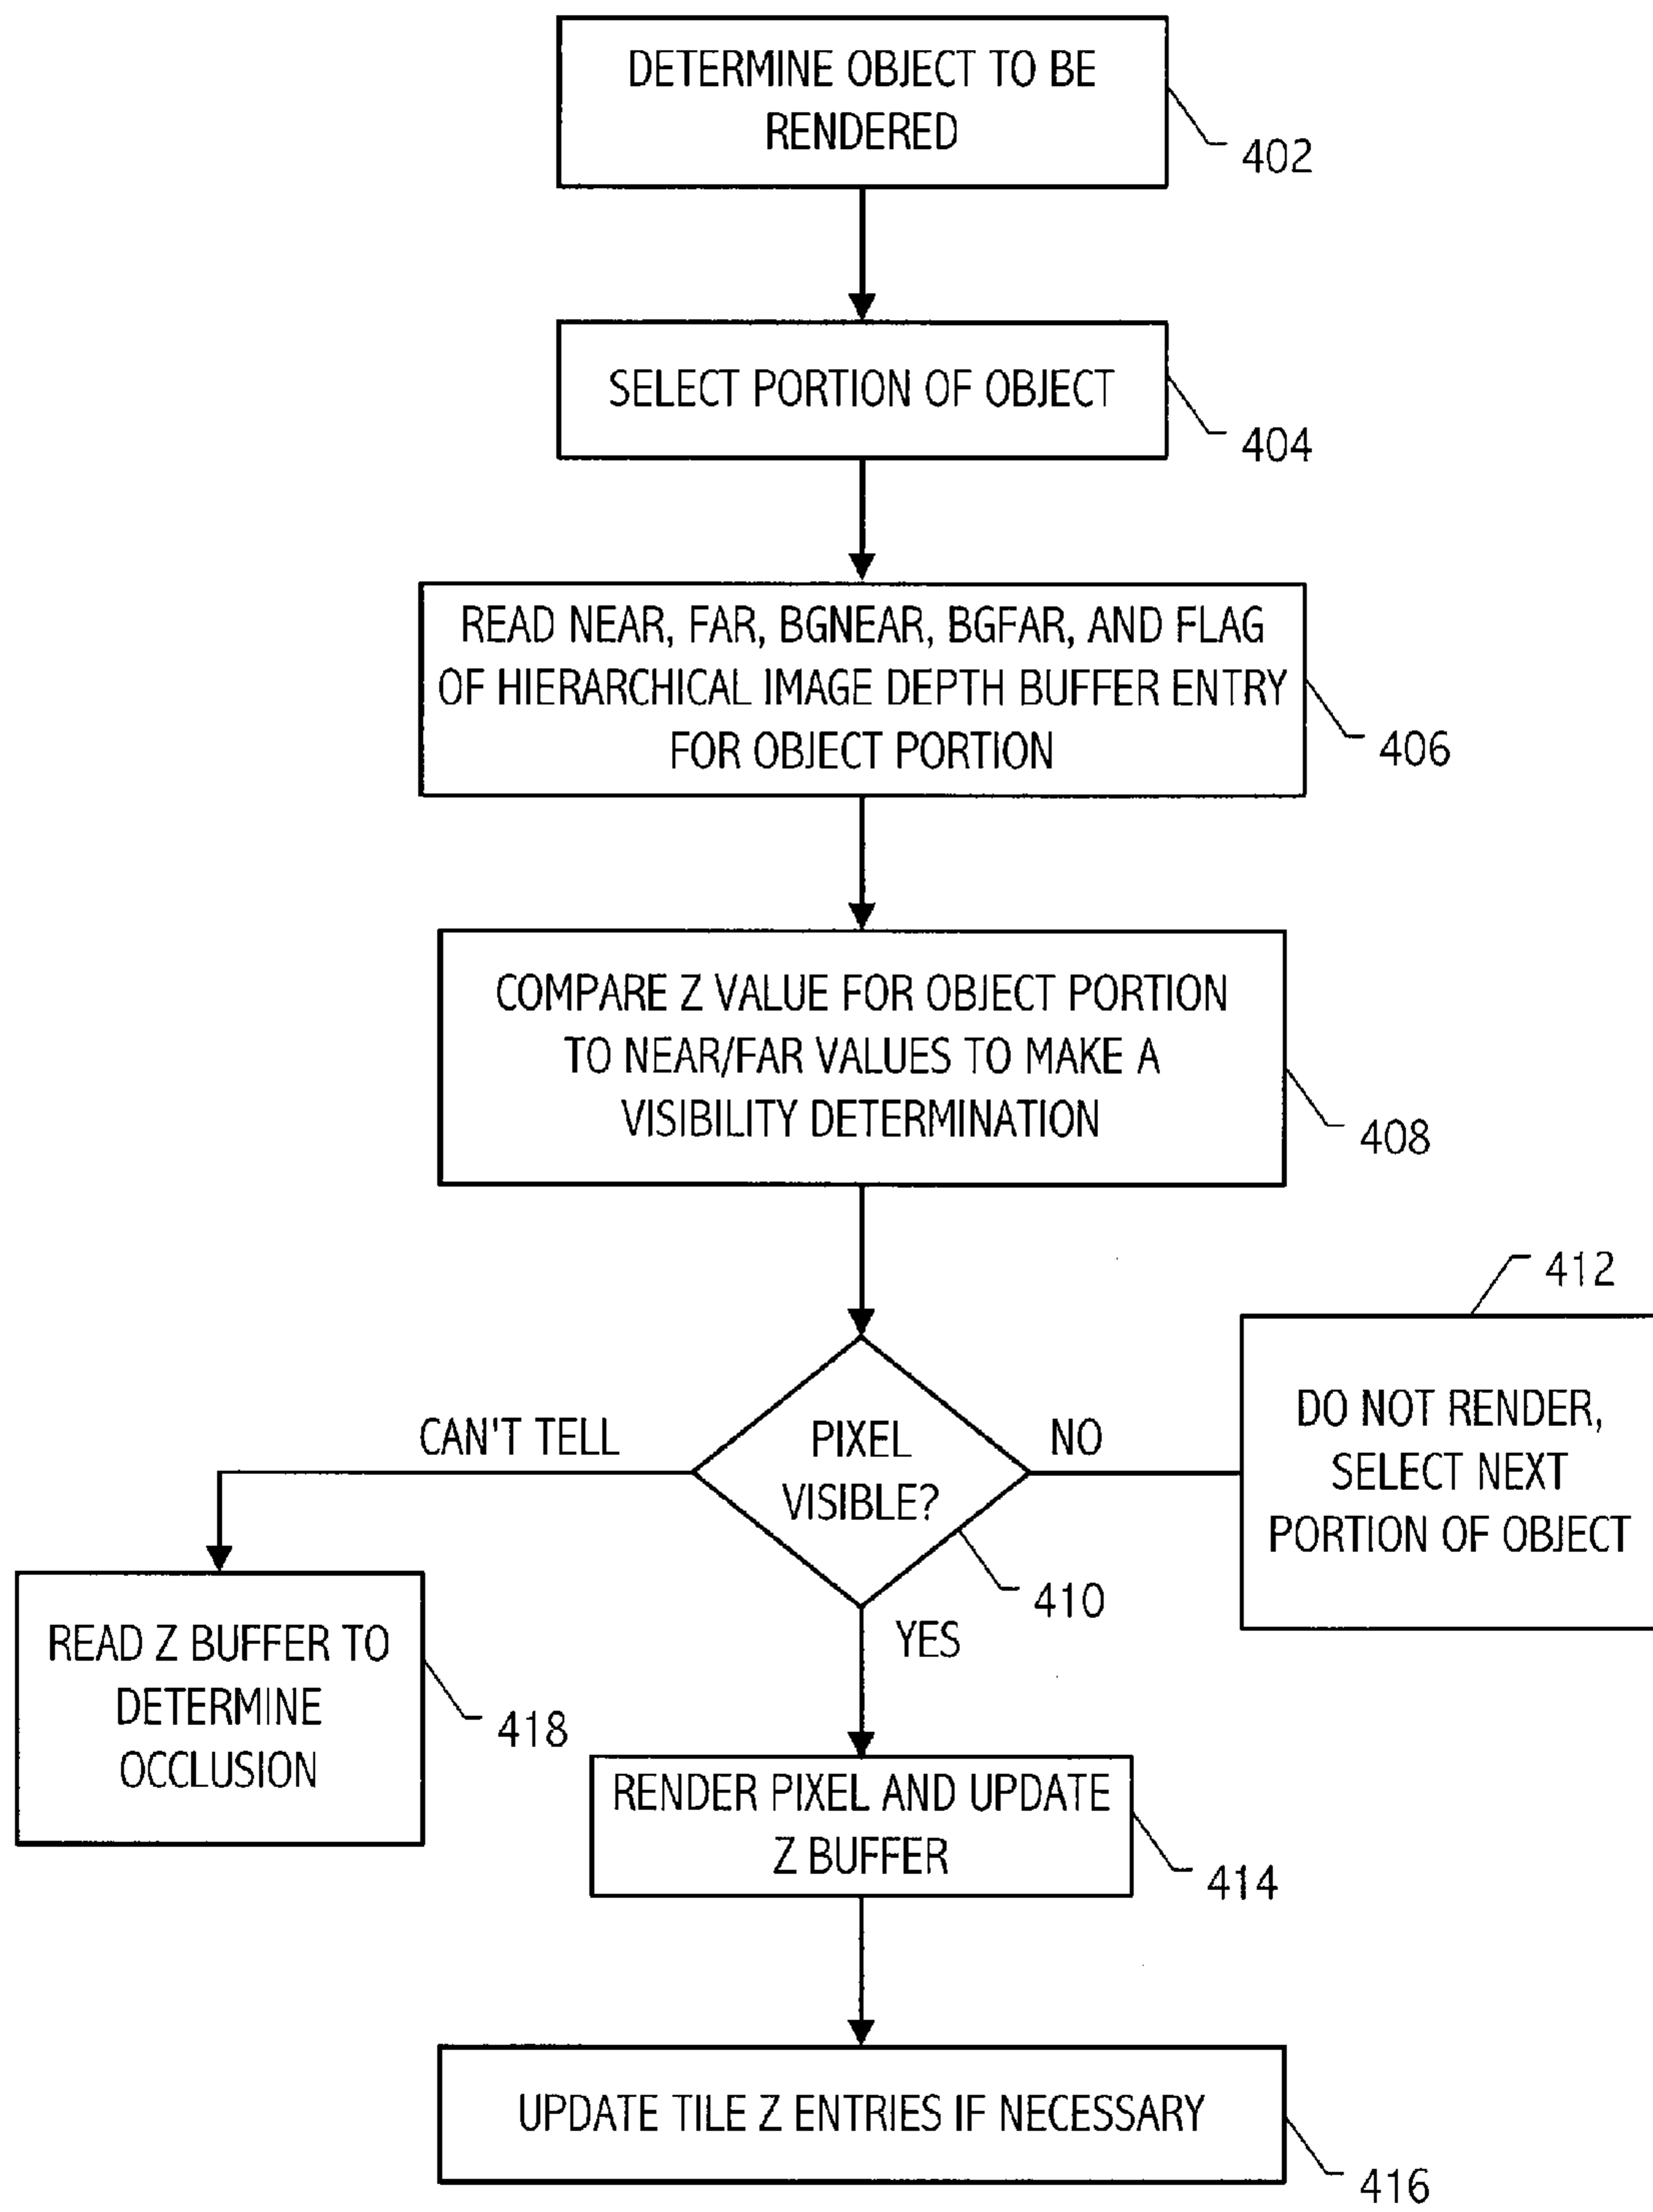 DETERMINE OBJECT TO BE
RENDERED
402
SELECT PORTION OF OBJECT
404
READ NEAR, FAR, BGNEAR, BGFAR, AND FLAG
OF HIERARCHICAL IMAGE DEPTH BUFFER ENTRY
FOR OBJECT PORTION
406
COMPARE Z VALUE FOR OBJECT PORTION
TO NEAR/FAR VALUES TO MAKE A
VISIBILITY DETERMINATION
408
412
DO NOT RENDER,
SELECT NEXT
PORTION OF OBJECT
CAN'T TELL
PIXEL
VISIBLE?
NO
410
YES
READ Z BUFFER TO
DETERMINE
OCCLUSION
418
RENDER PIXEL AND UPDATE
Z BUFFER
414
UPDATE TILE Z ENTRIES IF NECESSARY
416